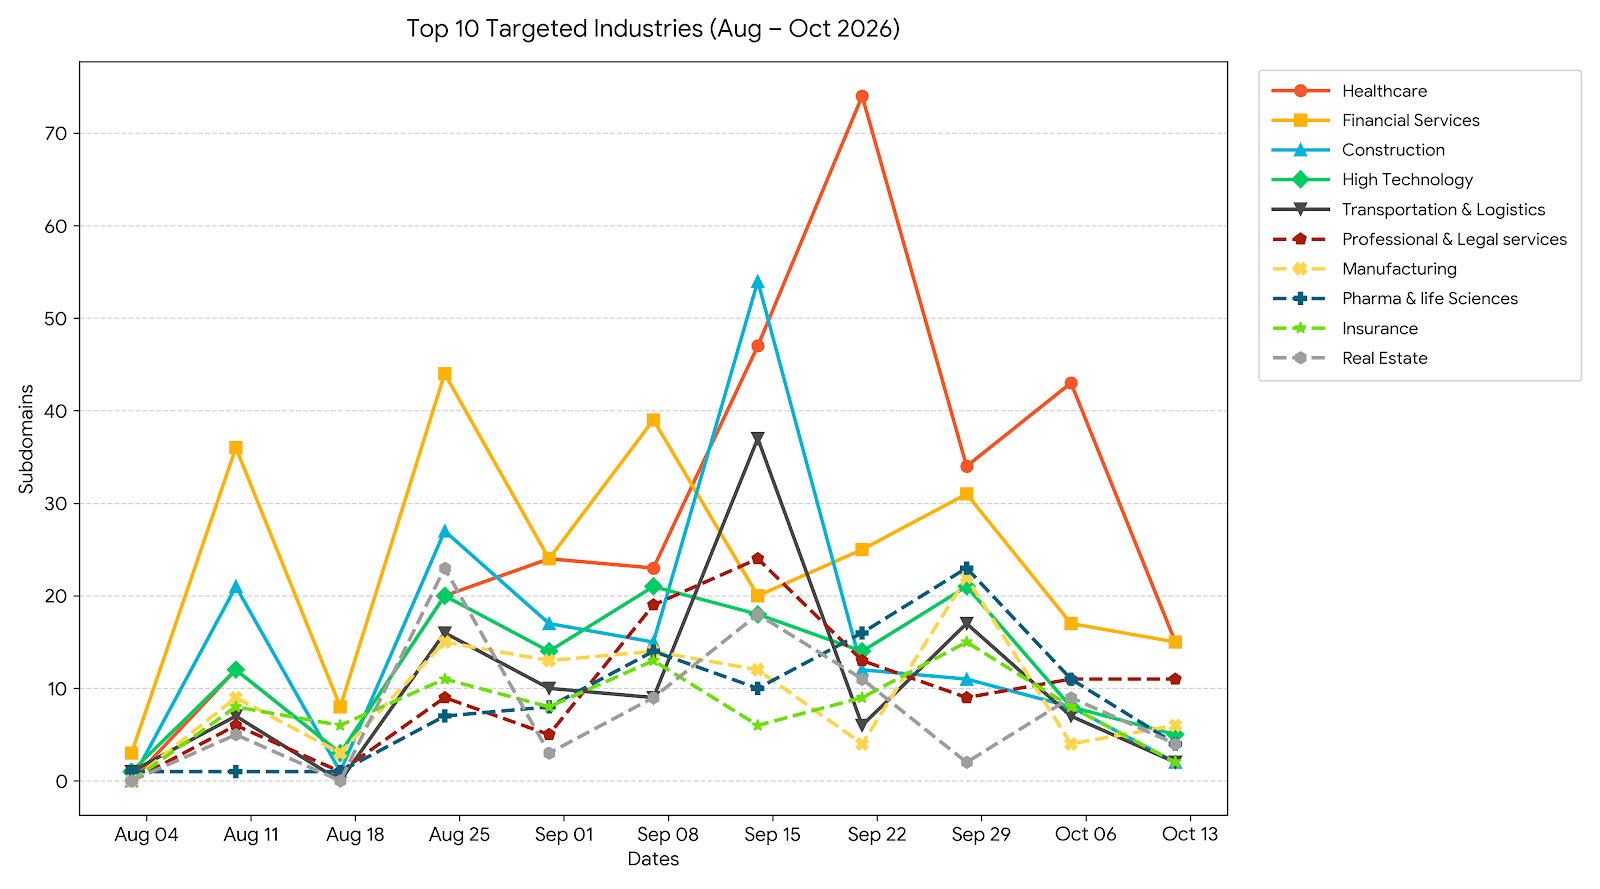 Top 10 Targeted Industries (Aug – Oct 2026)
Subdomains
70
60
50
40
30
20
10
0
Aug 04
Aug 11
Aug 18
Aug 25
Sep 01
Sep 08
Sep 15
Sep 22
Sep 29
Oct 06
Oct 13
Dates
Healthcare
Financial Services
Construction
High Technology
Transportation & Logistics
Professional & Legal services
Manufacturing
Pharma & life Sciences
Insurance
Real Estate